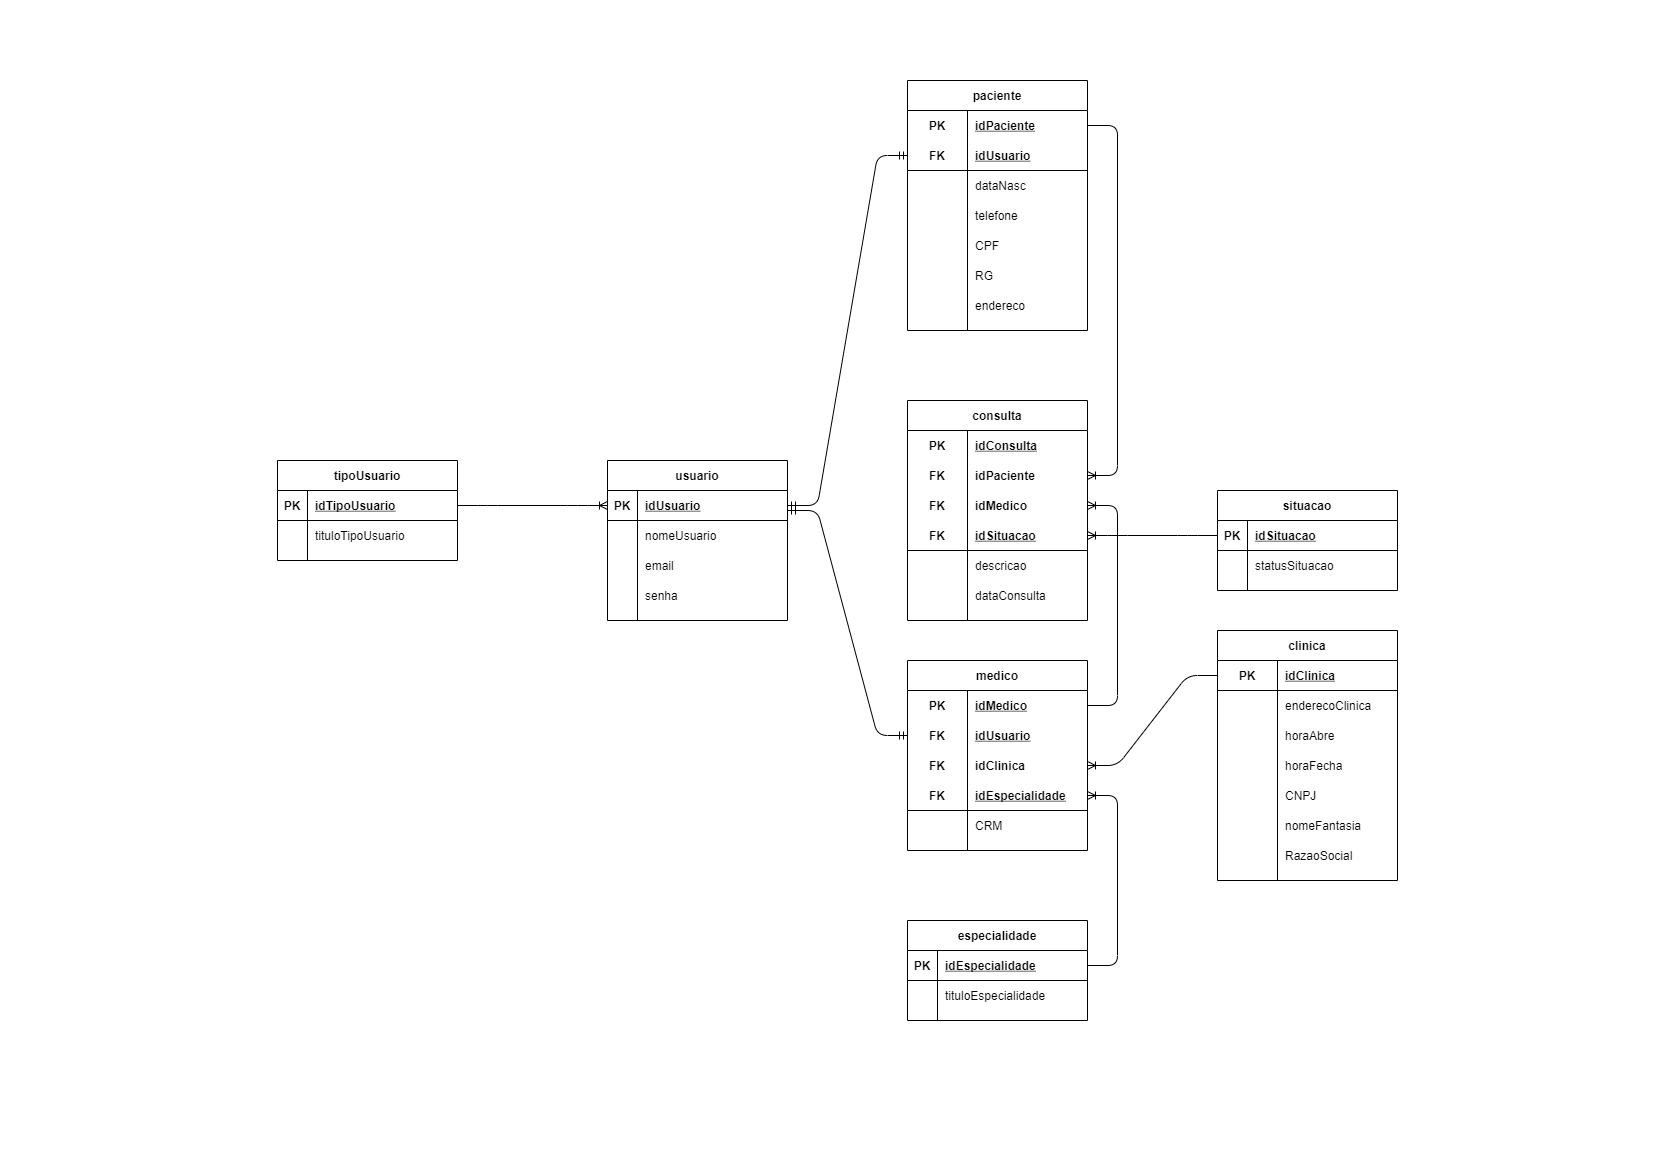 paciente
PK idPaciente
FK idUsuario
dataNasc
telefone
CPF
RG
endereco
consulta
PK idConsulta
FK idPaciente
FK idMedico
FK idSituacao
descricao
dataConsulta
tipoUsuario
PK idTipoUsuario
tituloTipoUsuario
usuario
PK idUsuario
nomeUsuario
email
senha
situacao
PK idSituacao
statusSituacao
medico
PK idMedico
FK idUsuario
FK idClinica
FK idEspecialidade
CRM
clinica
PK idClinica
enderecoClinica
horaAbre
horaFecha
CNPJ
nomeFantasia
RazaoSocial
especialidade
PK idEspecialidade
tituloEspecialidade